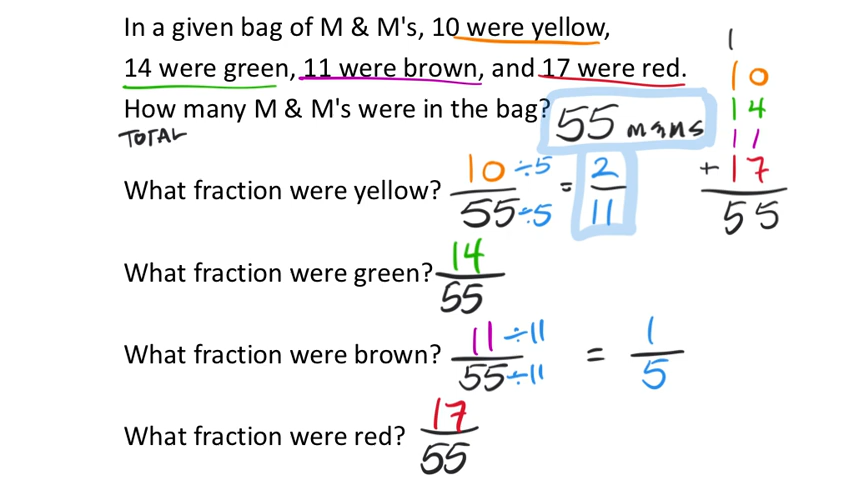 In a given bag of M & M's, 10 were yellow,
14 were green, 11 were brown, and 17 were red.
How many M & M's were in the bag? 55 MANMS
TOTAL
1
10
14
11
+ 17
55
What fraction were yellow? 10 ÷5 / 55 ÷5 = 2 / 11
What fraction were green? 14 / 55
What fraction were brown? 11 ÷11 / 55 ÷11 = 1 / 5
What fraction were red? 17 / 55